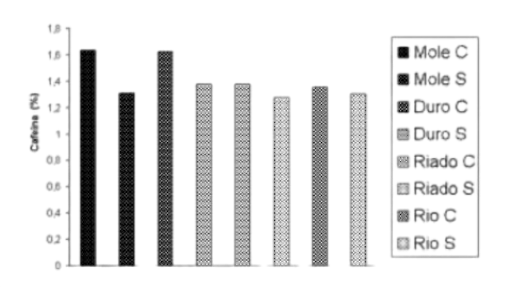 1,8
1,6
1,4
1,2
1
0,8
0,6
0,4
0,2
0
Cafeína (%)
Mole C
Mole S
Duro C
Duro S
Riado C
Riado S
Rio C
Rio S